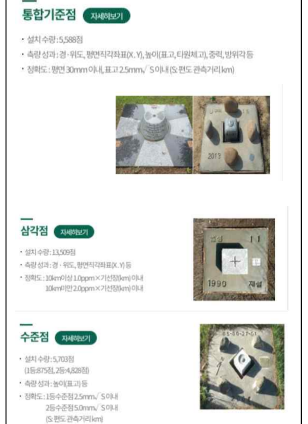 통합기준점 자세히보기
• 설치 수량 : 5,588점
• 측량 성과 : 경·위도, 평면직각좌표(X. Y), 높이(표고, 타원체고), 중력, 방위각 등
• 정확도 : 평면 30mm 이내, 표고 2.5mm√S 이내 (S: 편도 관측거리 km)
2017
삼각점 자세히보기
• 설치 수량 : 13,509점
• 측량 성과 : 경·위도, 평면직각좌표(X. Y) 등
• 정확도 : 10km이상 1.0ppm×기선장(km) 이내
10km미만 2.0ppm×기선장(km) 이내
1990 재설
수준점 자세히보기
• 설치 수량 : 5,703점
(1등:875점, 2등:4,828점)
• 측량 성과 : 높이(표고) 등
• 정확도 : 1등수준점 2.5mm√S 이내
2등수준점 5.0mm√S 이내
(S: 편도 관측거리 km)